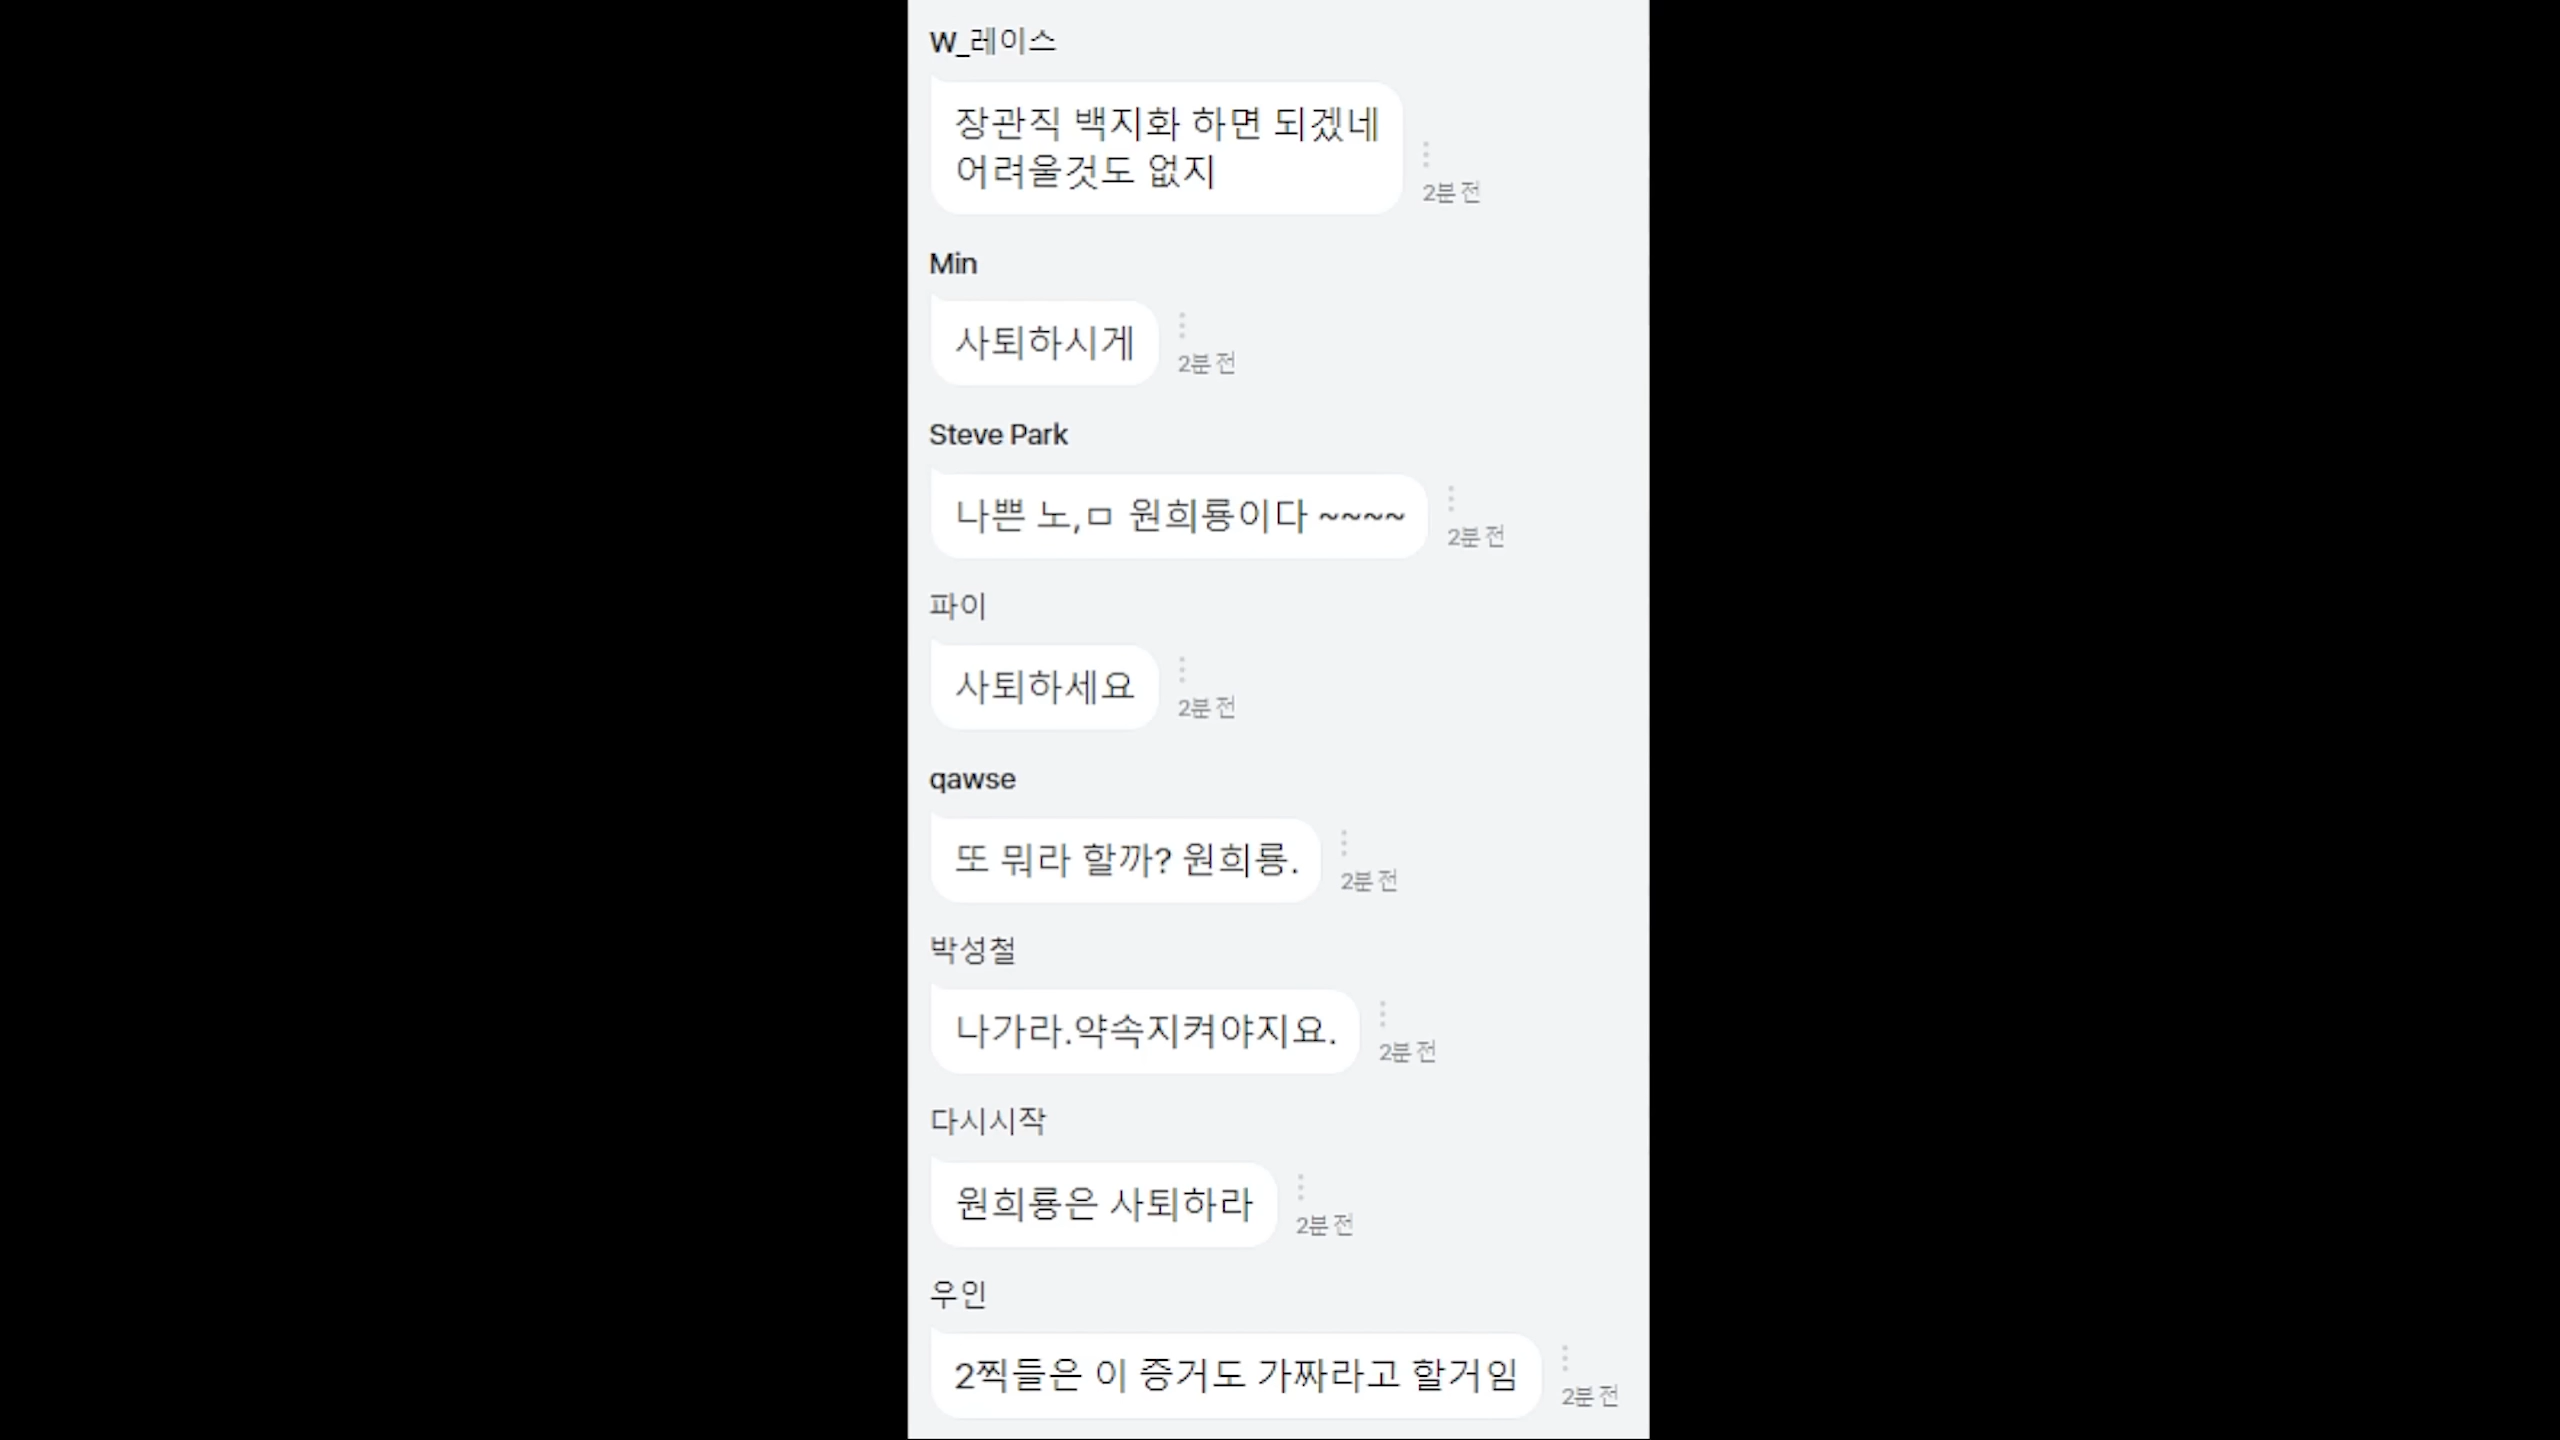 W_레이스
장관직 백지화 하면 되겠네
어려울것도 없지
2분 전
Min
사퇴하시게
2분 전
Steve Park
나쁜 노,ㅁ 원희룡이다 ~~~~
2분 전
파이
사퇴하세요
2분 전
qawse
또 뭐라 할까? 원희룡.
2분 전
박성철
나가라.약속지켜야지요.
2분 전
다시시작
원희룡은 사퇴하라
2분 전
우인
2찍들은 이 증거도 가짜라고 할거임
2분 전